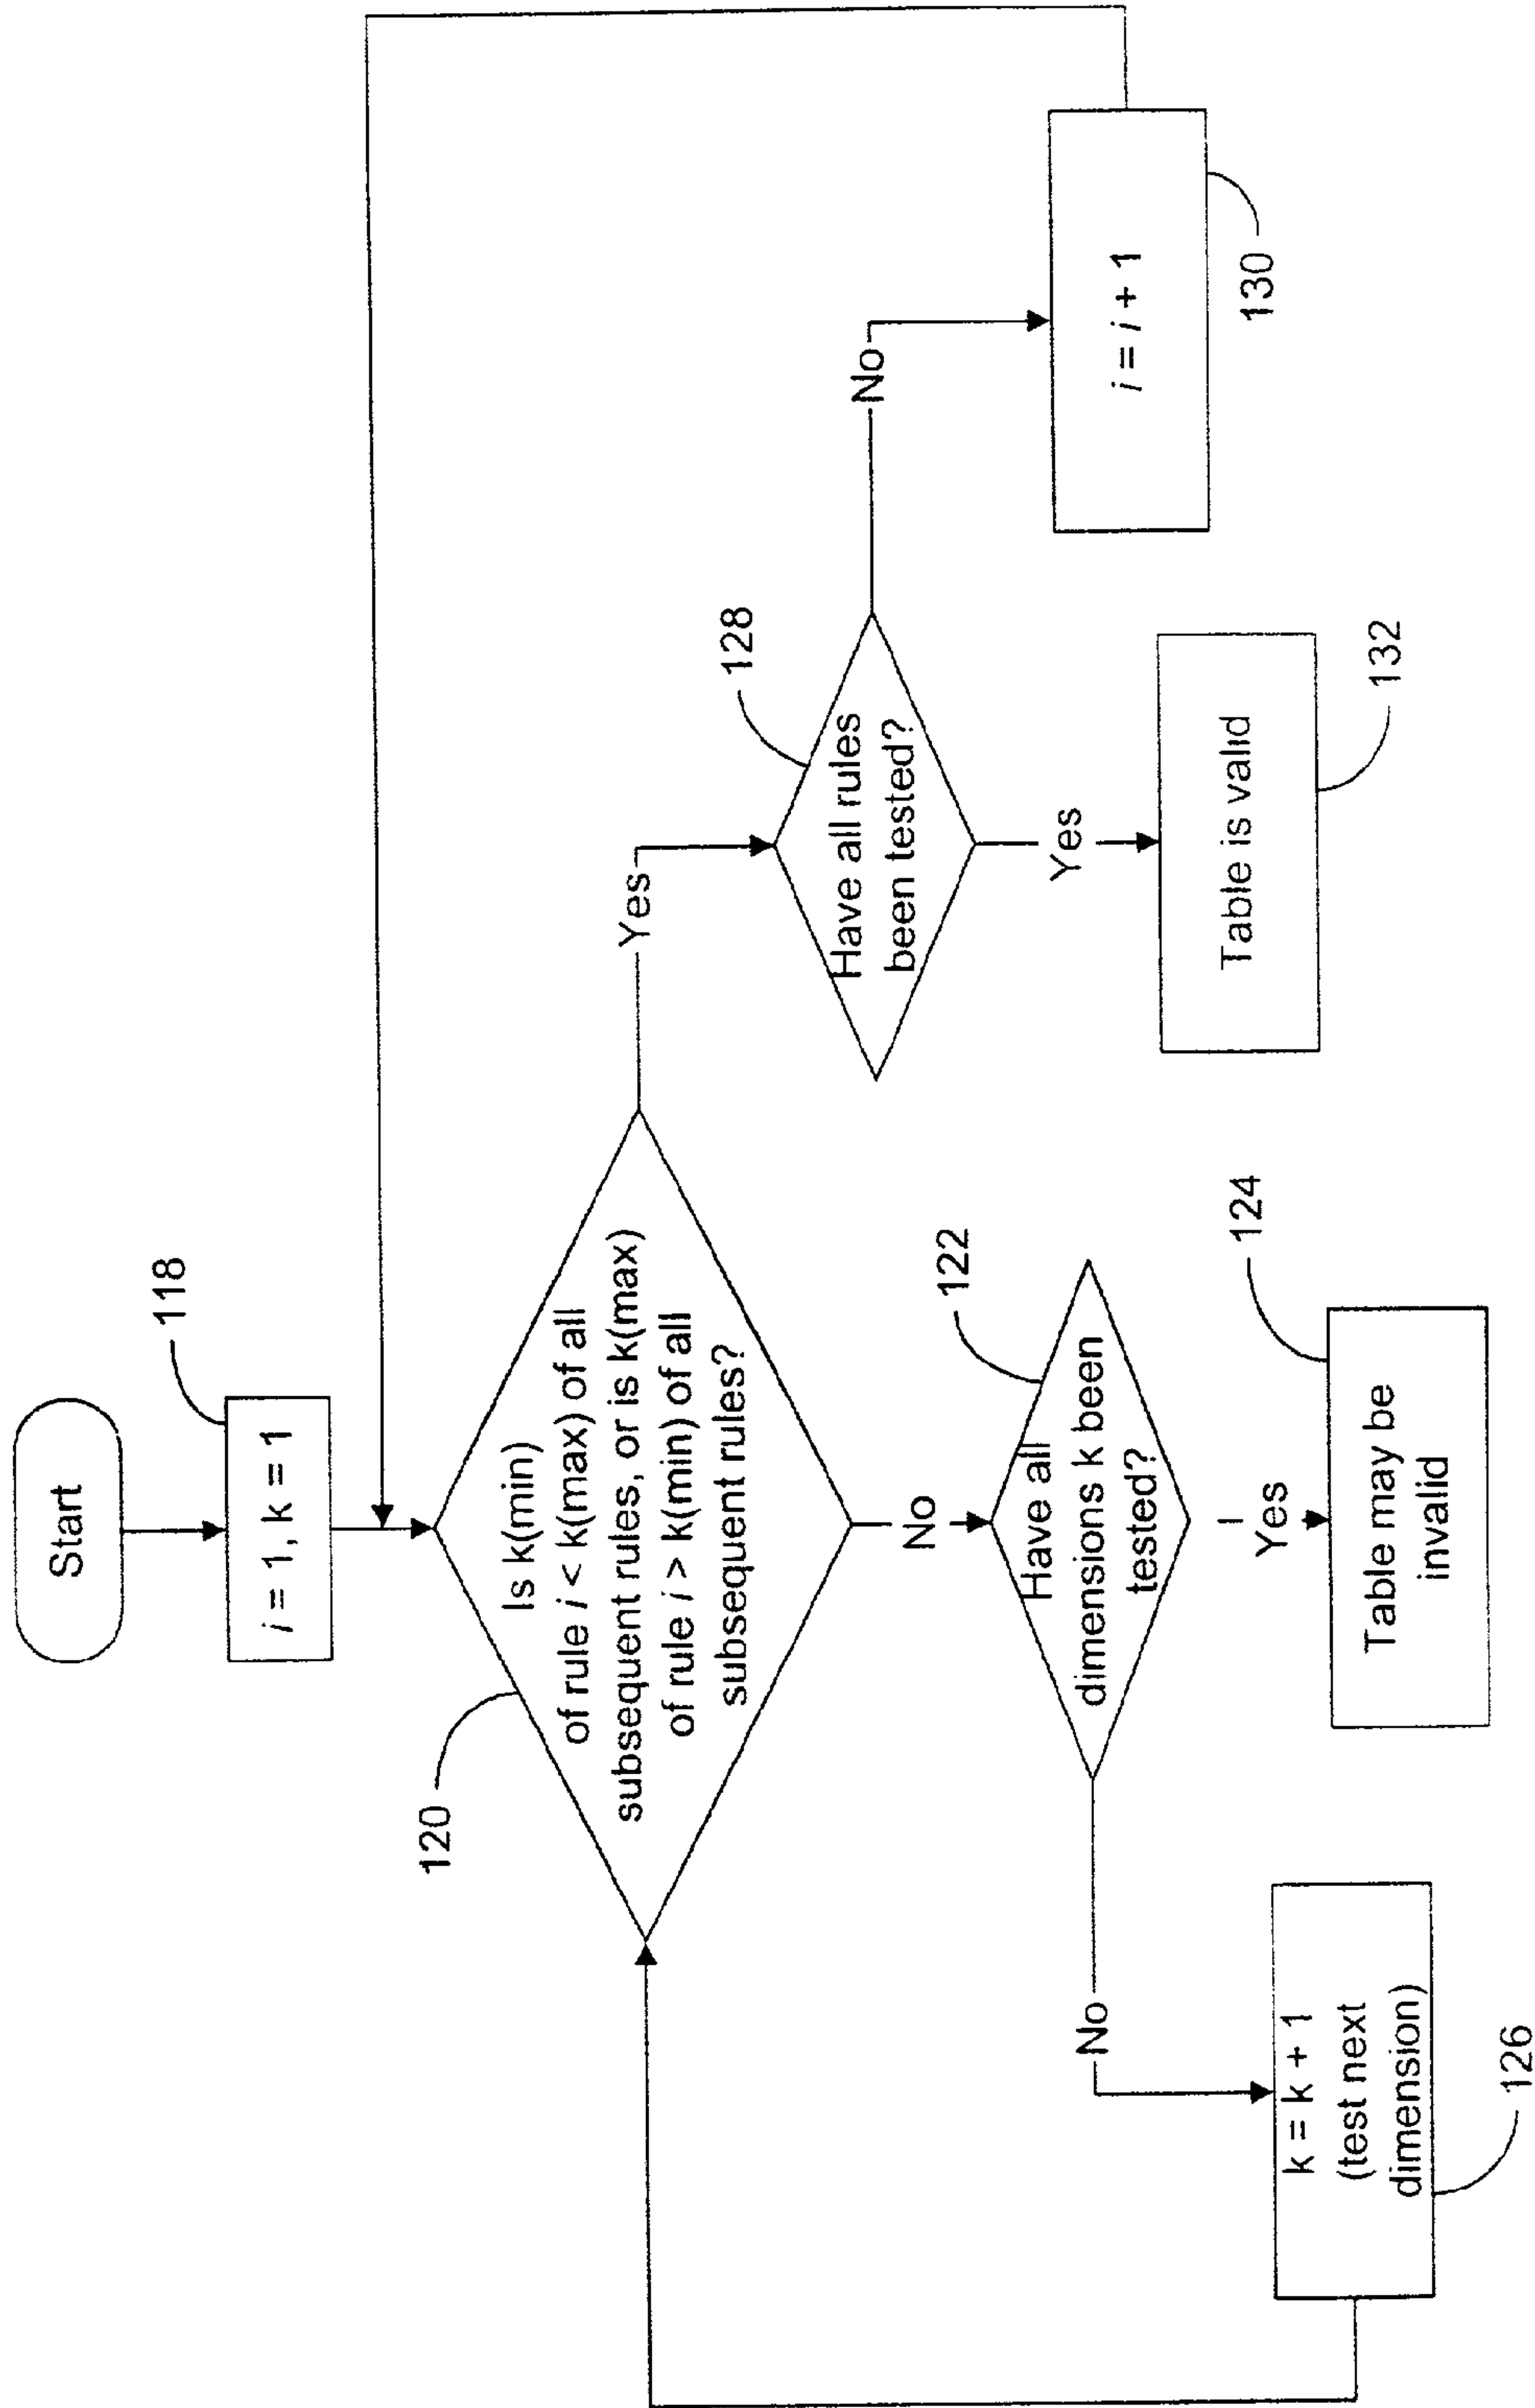 Start
118
i = 1, k = 1
120
Is k(min)
of rule i < k(max) of all
subsequent rules, or is k(max)
of rule i > k(min) of all
subsequent rules?
Yes
No
128
Have all rules
been tested?
No
Yes
i = i + 1
130
Table is valid
132
122
Have all
dimensions k been
tested?
No
Yes
124
Table may be
invalid
k = k + 1
(test next
dimension)
126